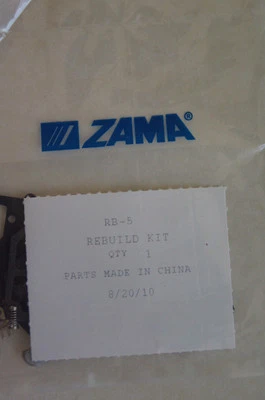 ZAMA®
RB-5
REBUILD KIT
QTY 1
PARTS MADE IN CHINA
8/20/10